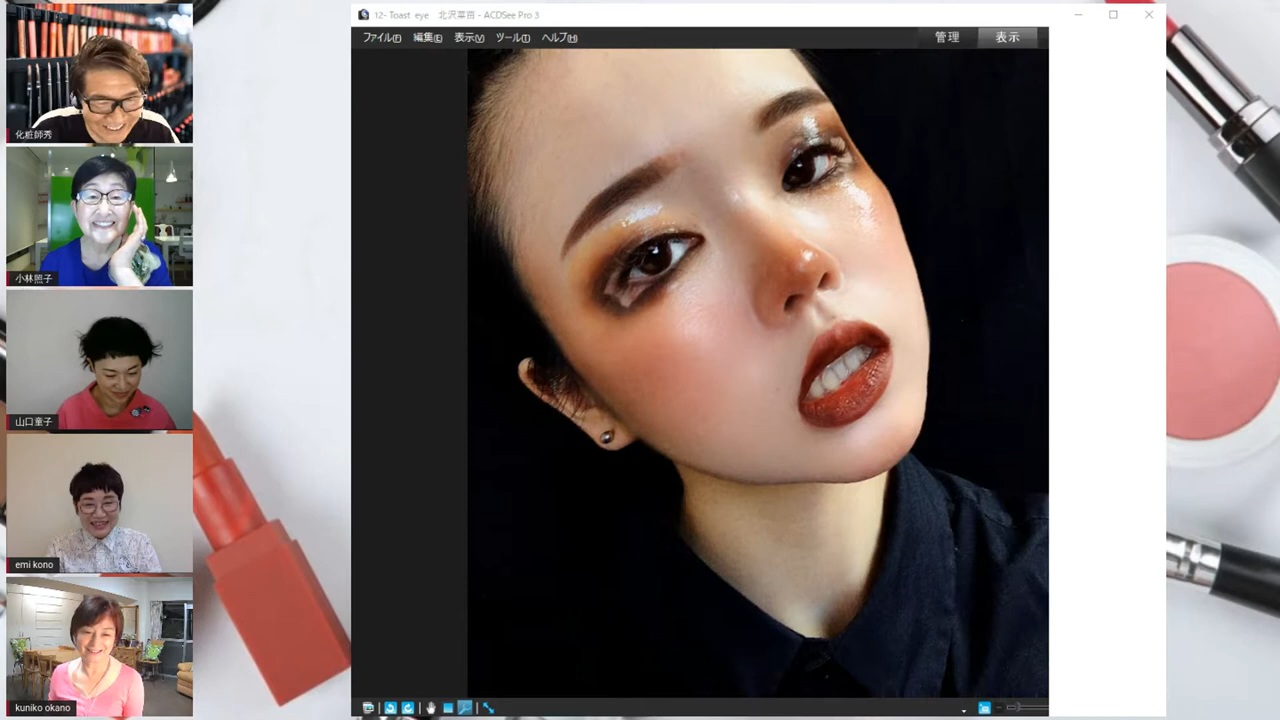 12- Toast eye 北沢菜苗 - ACDSee Pro 3
ファイル(F) 編集(E) 表示(V) ツール(T) ヘルプ(H)
管理 表示
化粧師秀
小林照子
山口童子
emi kono
kuniko okano